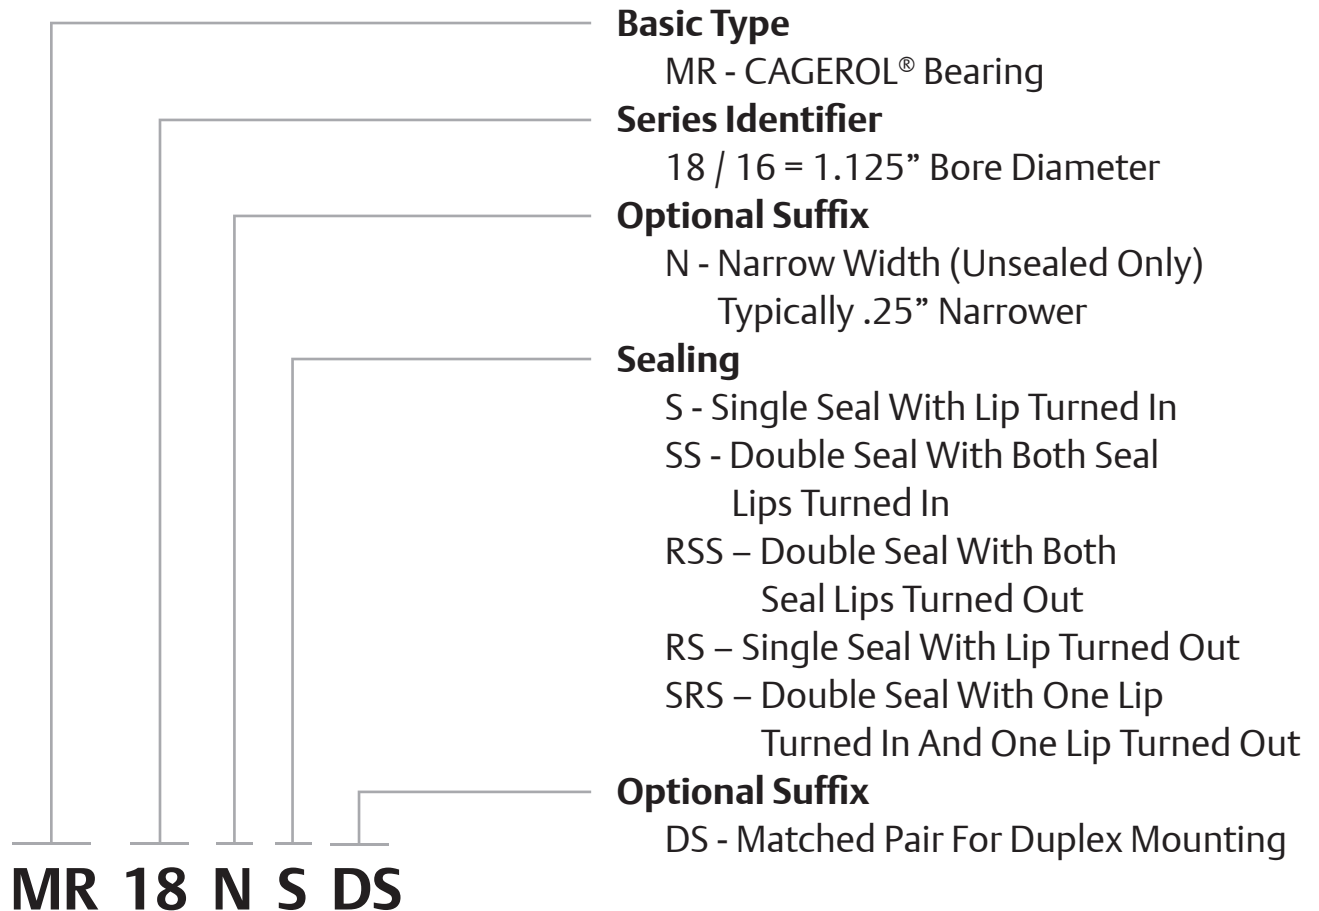 Basic Type
MR - CAGEROL® Bearing
Series Identifier
18 / 16 = 1.125” Bore Diameter
Optional Suffix
N - Narrow Width (Unsealed Only)
Typically .25” Narrower
Sealing
S - Single Seal With Lip Turned In
SS - Double Seal With Both Seal
Lips Turned In
RSS – Double Seal With Both
Seal Lips Turned Out
RS – Single Seal With Lip Turned Out
SRS – Double Seal With One Lip
Turned In And One Lip Turned Out
Optional Suffix
DS - Matched Pair For Duplex Mounting
MR 18 N S DS